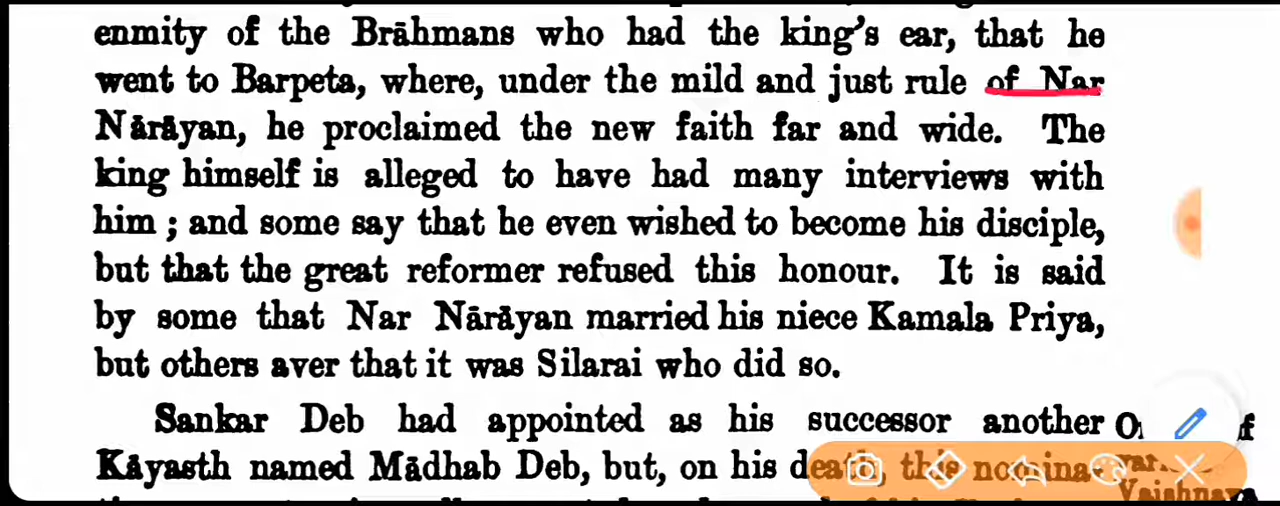 enmity of the Brāhmans who had the king's ear, that he
went to Barpeta, where, under the mild and just rule of Nar
Nārāyan, he proclaimed the new faith far and wide. The
king himself is alleged to have had many interviews with
him ; and some say that he even wished to become his disciple,
but that the great reformer refused this honour. It is said
by some that Nar Nārāyan married his niece Kamala Priya,
but others aver that it was Silarai who did so.
Sankar Deb had appointed as his successor another
Kāyasth named Mādhab Deb, but, on his death, this nomina-
Vaishnava